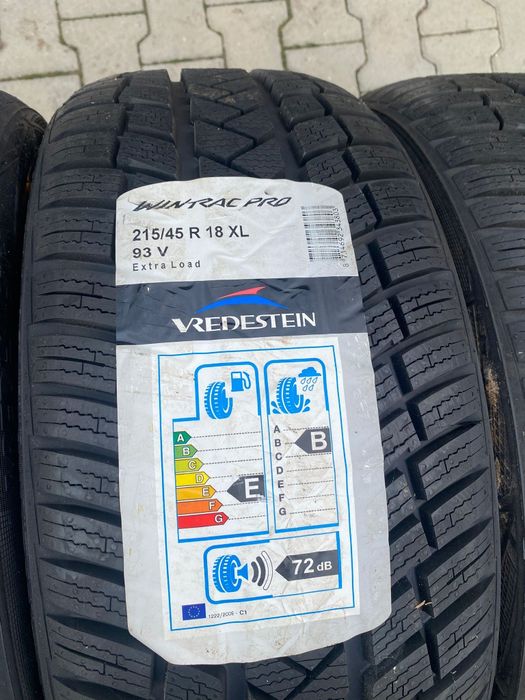 WINTRAC PRO
215/45 R 18 XL
93 V
Extra Load
VREDESTEIN
A
B
C
D
E
F
G
E
A
B
C
D
E
F
G
B
72 dB
1222/2009 - C1